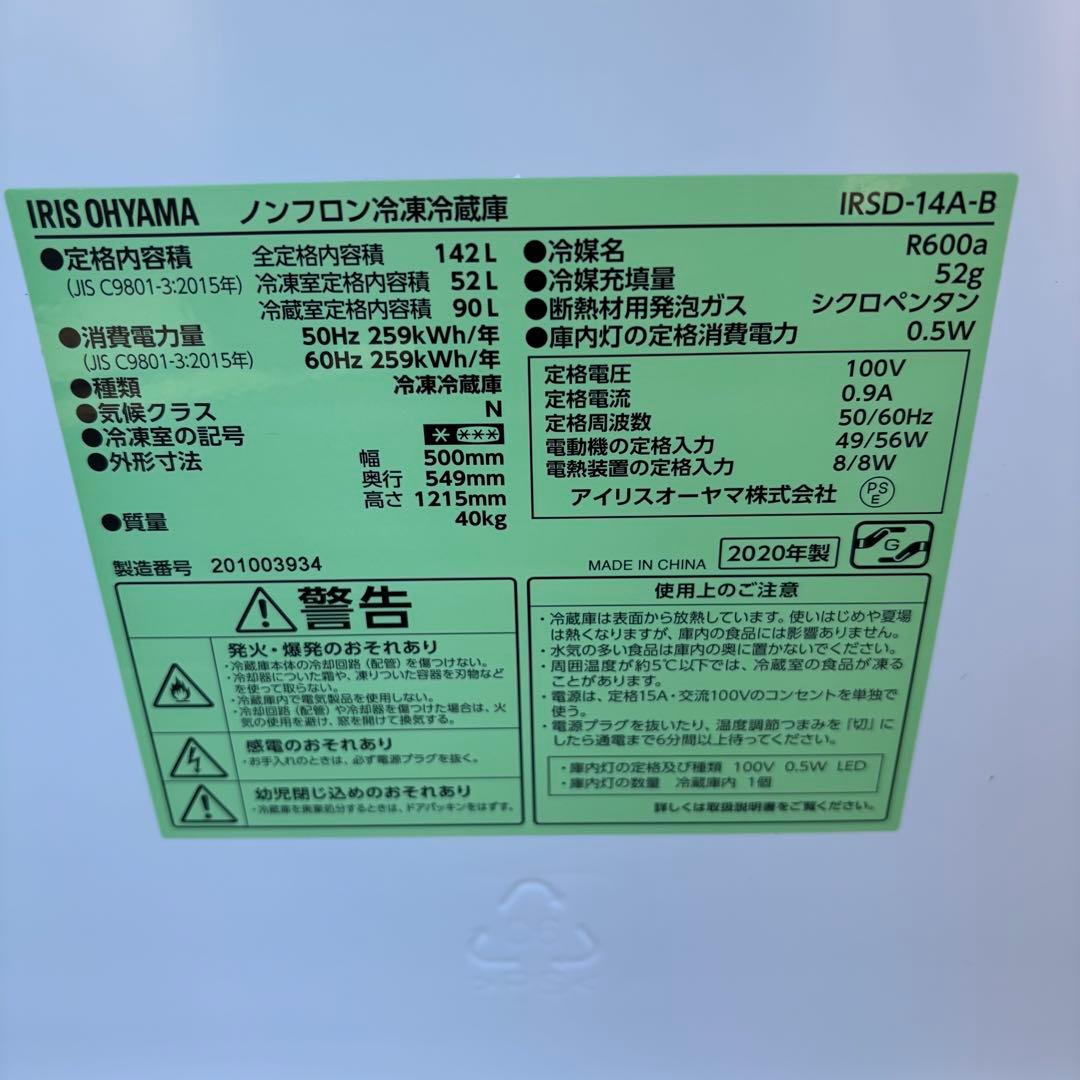 IRIS OHYAMA ノンフロン冷凍冷蔵庫 IRSD-14A-B
●定格内容積 全定格内容積 142L
(JIS C9801-3:2015年) 冷凍室定格内容積 52L
冷蔵室定格内容積 90L
●消費電力量 50Hz 259kWh/年
(JIS C9801-3:2015年) 60Hz 259kWh/年
●種類 冷凍冷蔵庫
●気候クラス N
●冷凍室の記号 * ***
●外形寸法 幅 500mm
奥行 549mm
高さ 1215mm
●質量 40kg
製造番号 201003934
●冷媒名 R600a
●冷媒充填量 52g
●断熱材用発泡ガス シクロペンタン
●庫内灯の定格消費電力 0.5W
定格電圧 100V
定格電流 0.9A
定格周波数 50/60Hz
電動機の定格入力 49/56W
電熱装置の定格入力 8/8W
アイリスオーヤマ株式会社 PSE
MADE IN CHINA 2020年製 G
警告
発火・爆発のおそれあり
・冷蔵庫本体の冷却回路(配管)を傷つけない。
・冷却器についた霜や、凍りついた容器を刃物など
を使って取らない。
・冷蔵庫内で電気製品を使用しない。
・冷却回路(配管)や冷却器を傷つけた場合は、火
気の使用を避け、窓を開けて換気する。
感電のおそれあり
・お手入れのときは、必ず電源プラグを抜く。
幼児閉じ込めのおそれあり
・冷蔵庫を廃棄処分するときは、ドアパッキンをはずす。
使用上のご注意
・冷蔵庫は表面から放熱しています。使いはじめや夏場
は熱くなりますが、庫内の食品には影響ありません。
・水気の多い食品は庫内の奥に置かないでください。
・周囲温度が約5℃以下では、冷蔵室の食品が凍る
ことがあります。
・電源は、定格15A・交流100Vのコンセントを単独で
使う。
・電源プラグを抜いたり、温度調節つまみを「切」に
したら通電まで6分間以上待ってください。
・庫内灯の定格及び種類 100V 0.5W LED
・庫内灯の数量 冷蔵庫内 1個
詳しくは取扱説明書をご覧ください。